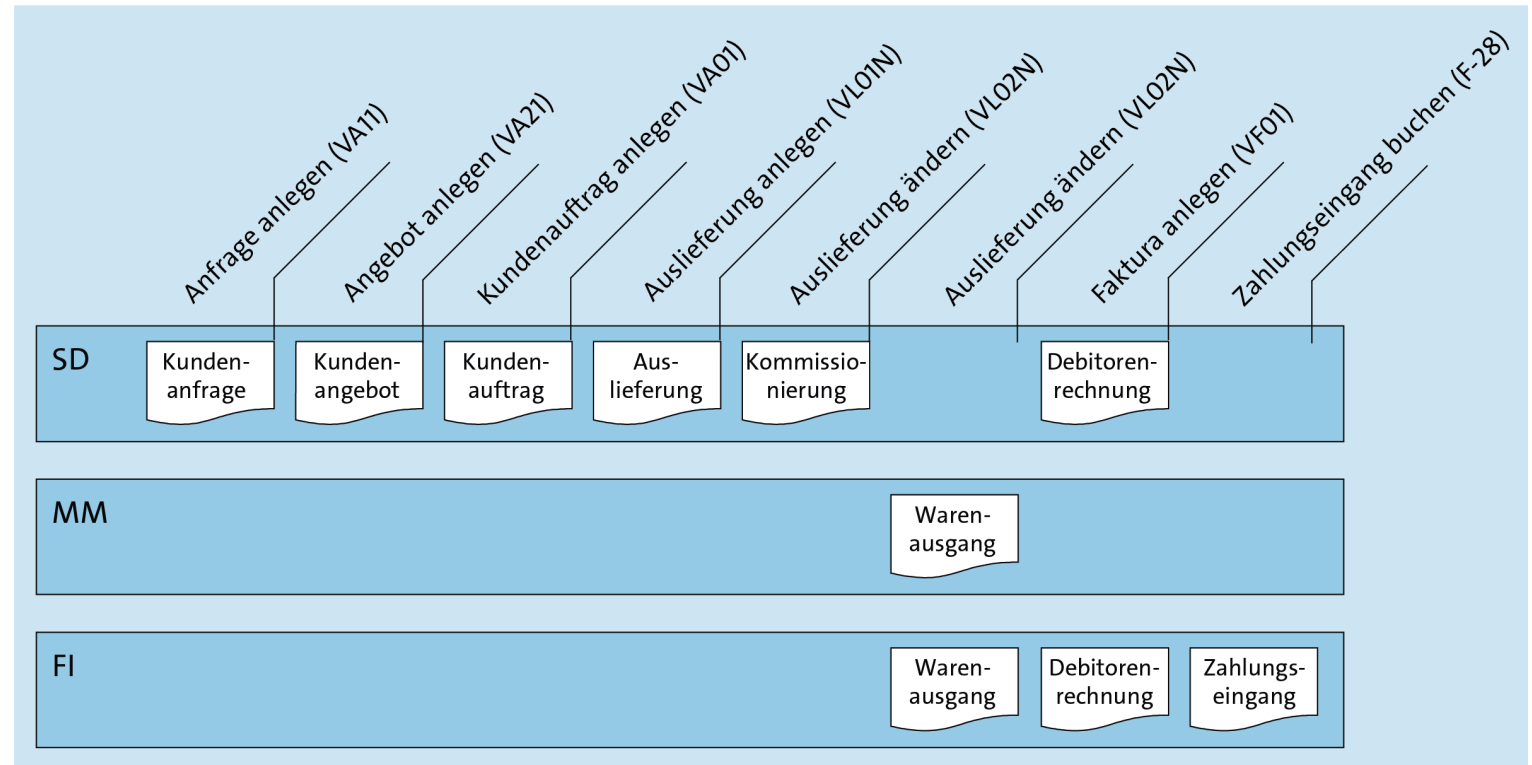 Anfrage anlegen (VA11)
Angebot anlegen (VA21)
Kundenauftrag anlegen (VA01)
Auslieferung anlegen (VL01N)
Auslieferung ändern (VL02N)
Auslieferung ändern (VL02N)
Faktura anlegen (VF01)
Zahlungseingang buchen (F-28)
SD
Kunden-
anfrage
Kunden-
angebot
Kunden-
auftrag
Aus-
lieferung
Kommissio-
nierung
Debitoren-
rechnung
MM
Waren-
ausgang
FI
Waren-
ausgang
Debitoren-
rechnung
Zahlungs-
eingang